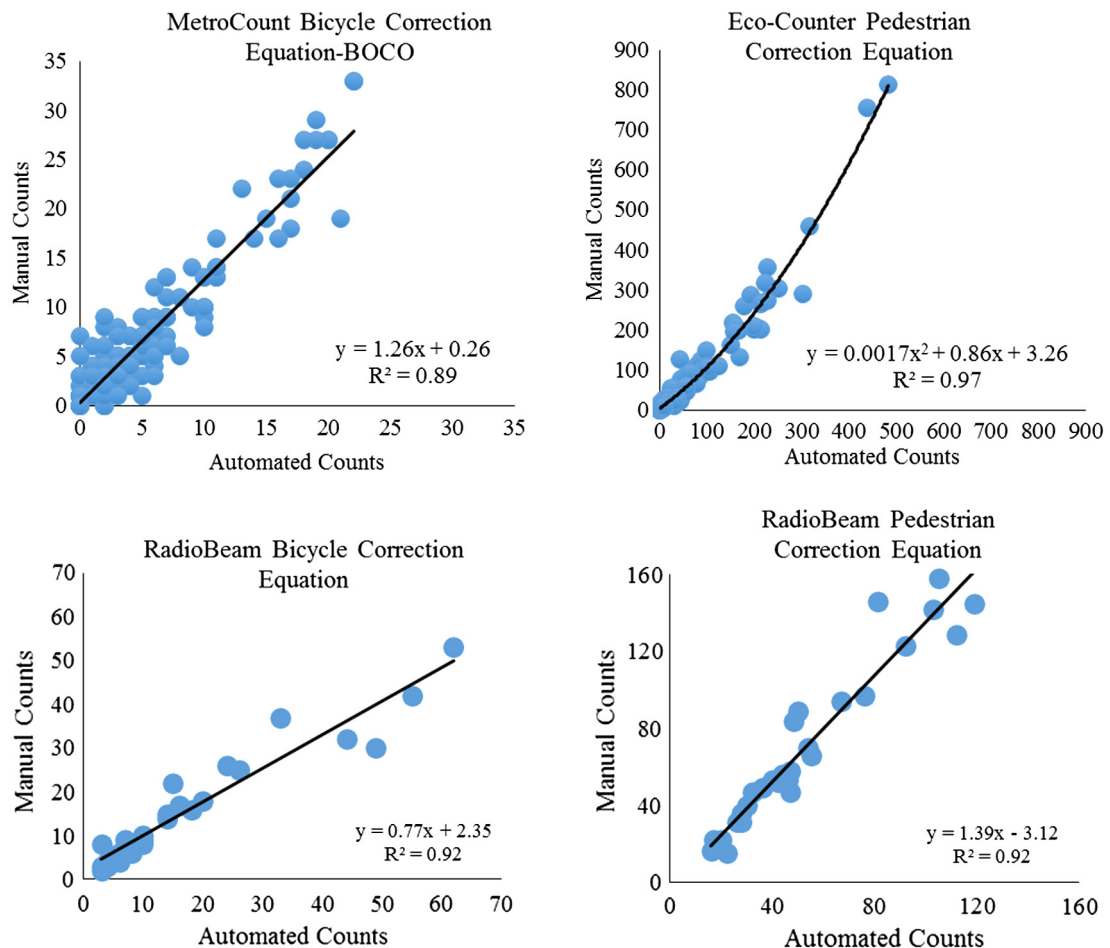 MetroCount Bicycle Correction
Equation-BOCO
35
30
25
20
15
10
5
0
Manual Counts
y = 1.26x + 0.26
R² = 0.89
0 5 10 15 20 25 30 35
Automated Counts
Eco-Counter Pedestrian
Correction Equation
900
800
700
600
500
400
300
200
100
0
Manual Counts
y = 0.0017x² + 0.86x + 3.26
R² = 0.97
0 100 200 300 400 500 600 700 800 900
Automated Counts
RadioBeam Bicycle Correction
Equation
70
60
50
40
30
20
10
0
Manual Counts
y = 0.77x + 2.35
R² = 0.92
0 10 20 30 40 50 60 70
Automated Counts
RadioBeam Pedestrian
Correction Equation
160
120
80
40
0
Manual Counts
y = 1.39x - 3.12
R² = 0.92
0 40 80 120 160
Automated Counts